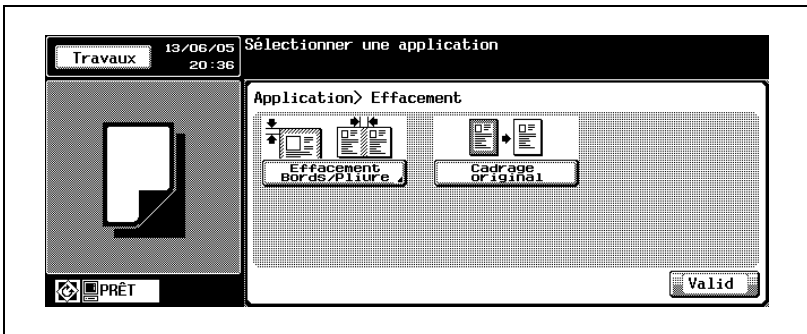 Travaux
13/06/05
20:36
Sélectionner une application
Application> Effacement
Effacement
Bords/Pliure
Cadrage
original
PRÊT
Valid